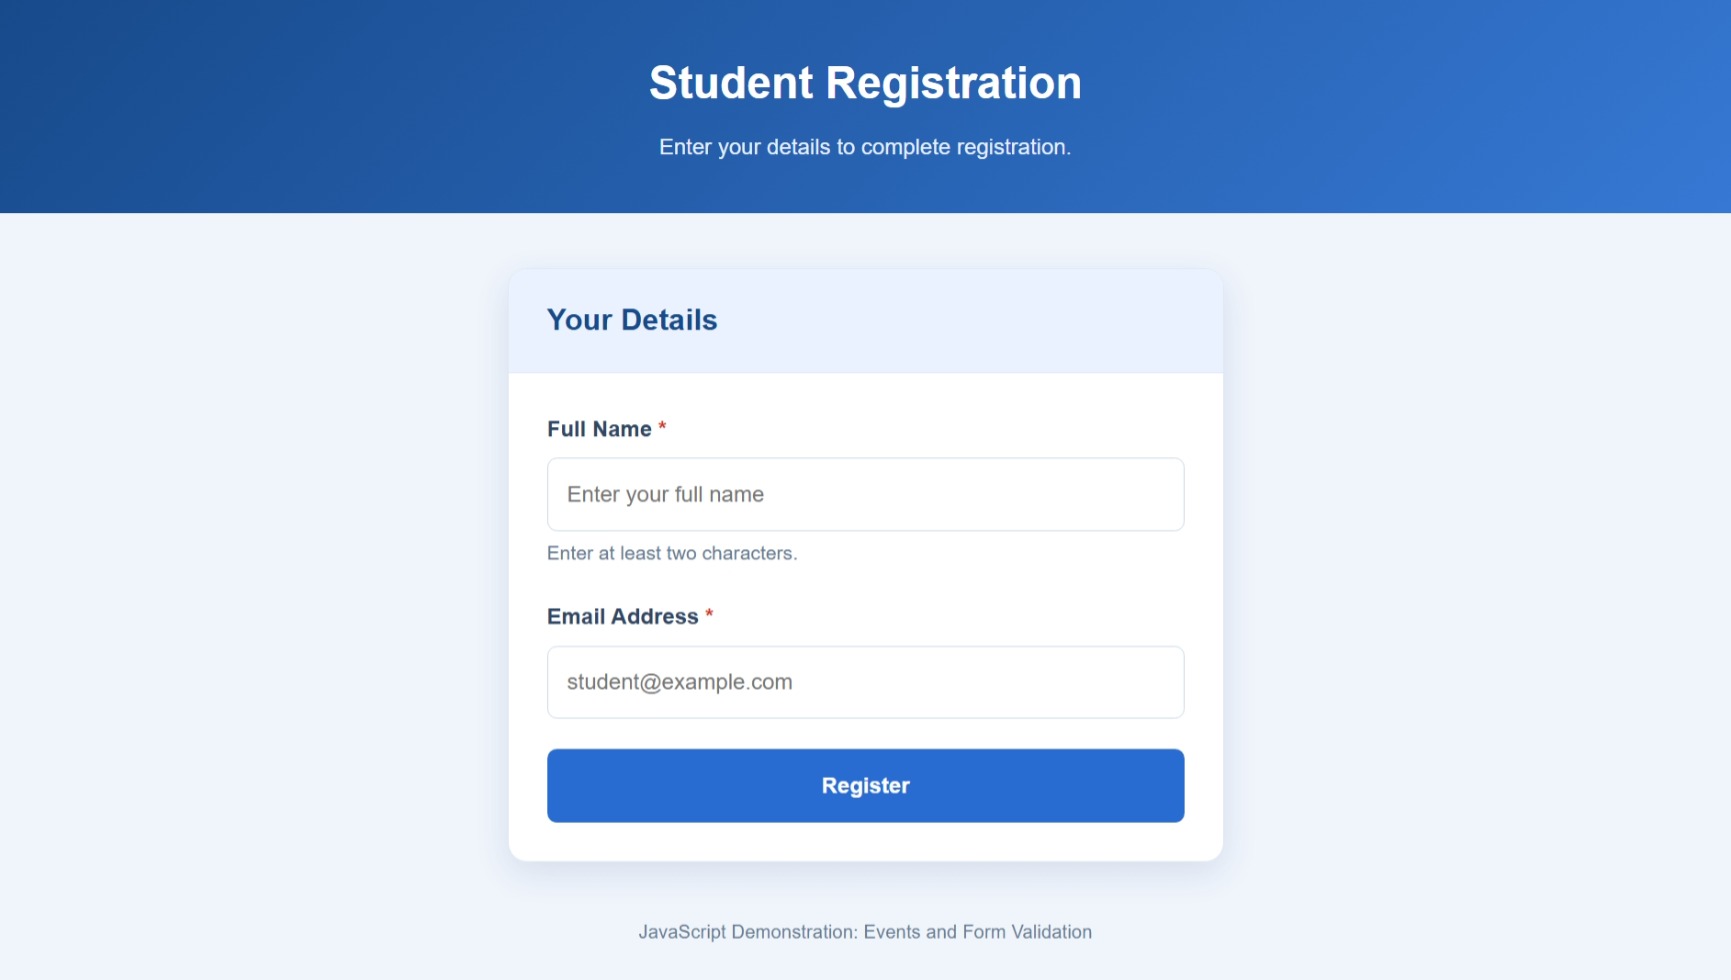 Student Registration
Enter your details to complete registration.
Your Details
Full Name *
Enter your full name
Enter at least two characters.
Email Address *
student@example.com
Register
JavaScript Demonstration: Events and Form Validation